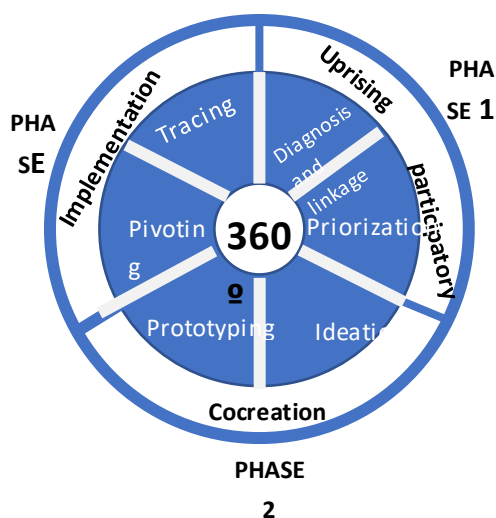 PHA
SE 1
Uprising
participatory
Diagnosis
and
linkage
Priorizatio
Ideatio
Cocreation
PHASE
2
Prototyping
Pivotin
g
Tracing
Implementation
PHA
SE
360
º